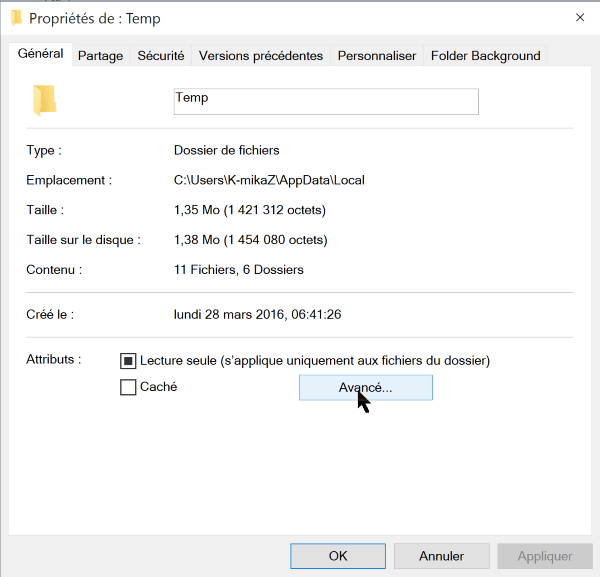 Propriétés de : Temp
Général Partage Sécurité Versions précédentes Personnaliser Folder Background
Temp
Type : Dossier de fichiers
Emplacement : C:\Users\K-mikaZ\AppData\Local
Taille : 1,35 Mo (1 421 312 octets)
Taille sur le disque : 1,38 Mo (1 454 080 octets)
Contenu : 11 Fichiers, 6 Dossiers
Créé le : lundi 28 mars 2016, 06:41:26
Attributs : Lecture seule (s'applique uniquement aux fichiers du dossier)
Caché Avancé...
OK Annuler Appliquer